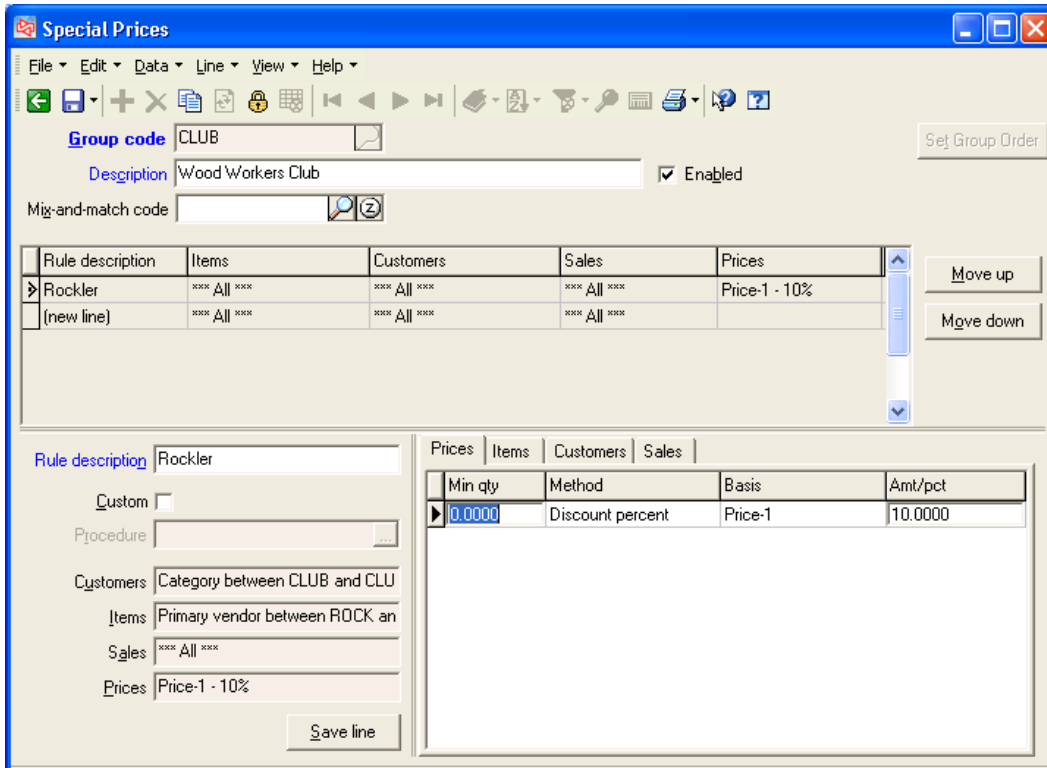 Special Prices
File Edit Data Line View Help
Group code CLUB Set Group Order
Description Wood Workers Club Enabled
Mix-and-match code
Rule description Items Customers Sales Prices
Rockler *** All *** *** All *** *** All *** Price-1 - 10% Move up
(new line) *** All *** *** All *** *** All *** Move down
Prices Items Customers Sales
Rule description Rockler
Min qty Method Basis Amt/pct
Custom
0.0000 Discount percent Price-1 10.0000
Procedure ...
Customers Category between CLUB and CLU
Items Primary vendor between ROCK an
Sales *** All ***
Prices Price-1 - 10%
Save line